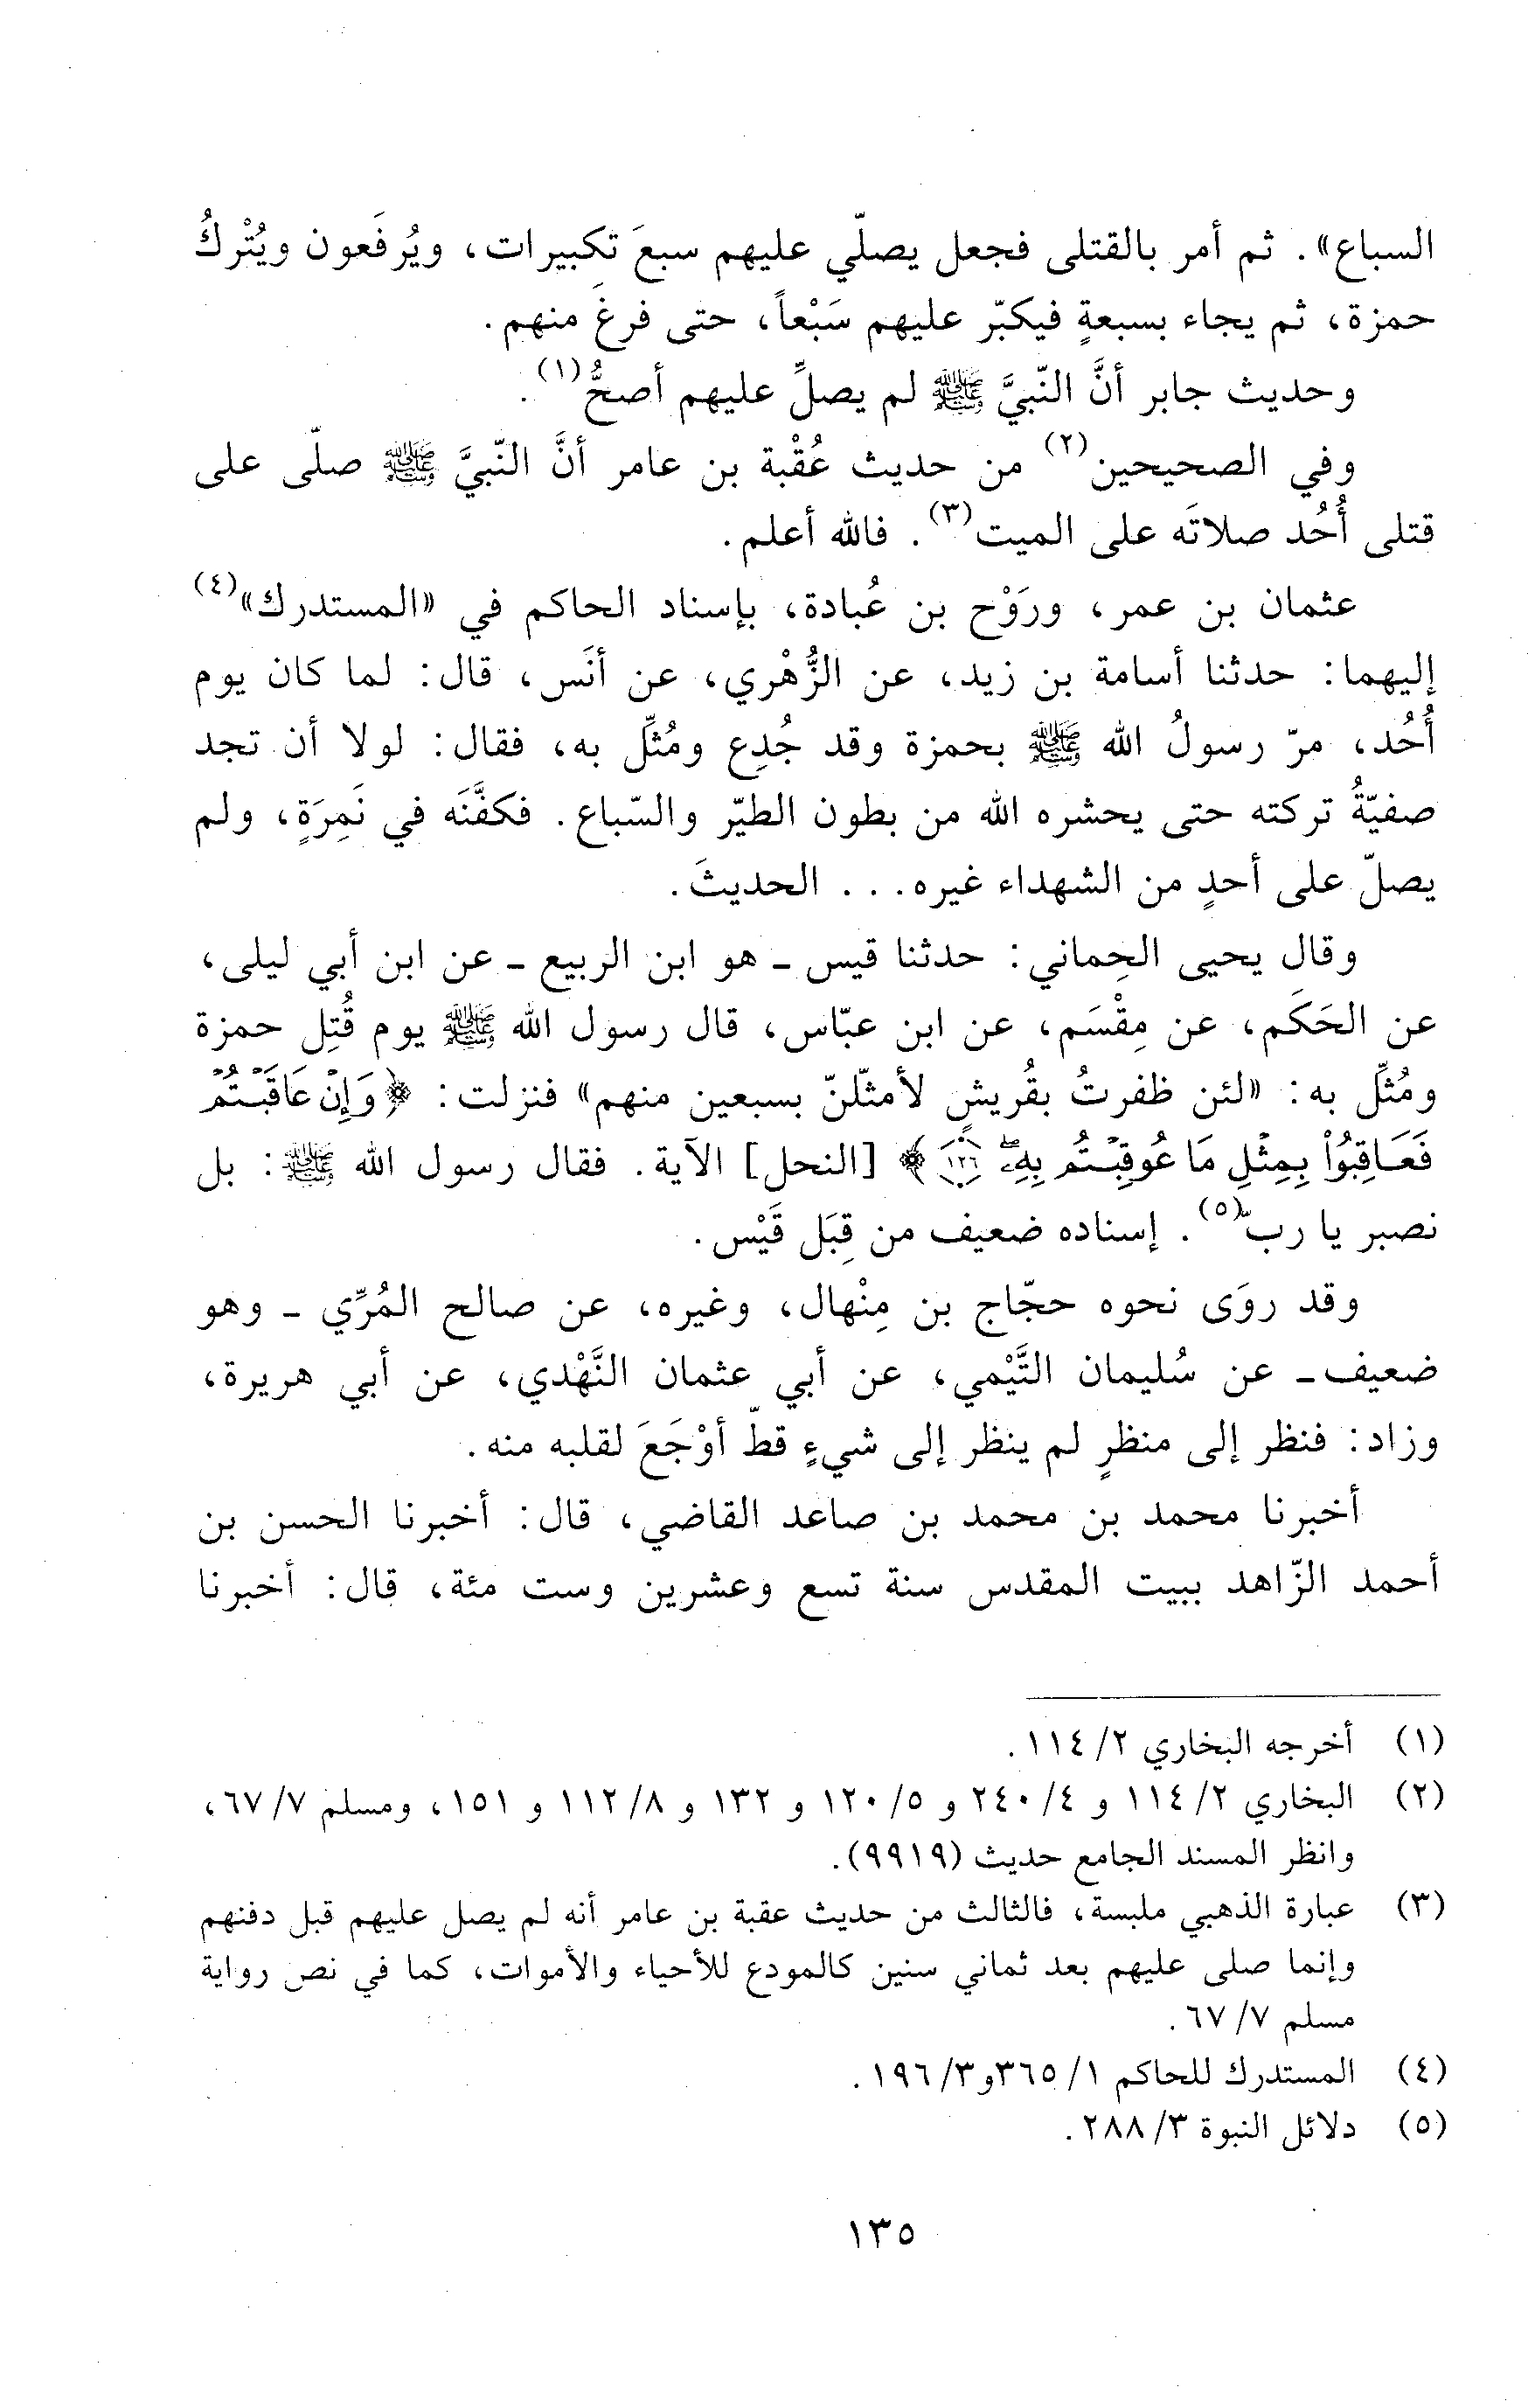 السباع». ثم أمر بالقتلى فجعل يصلّي عليهم سبعَ تكبيرات، ويُرفَعون ويُتْركُ
حمزة، ثم يجاء بسبعةٍ فيكبّر عليهم سَبْعاً، حتى فرغَ منهم.
وحديث جابر أنَّ النّبيَّ ﷺ لم يصلِّ عليهم أصحُّ(١).
وفي الصحيحين(٢) من حديث عُقْبة بن عامر أنَّ النّبيَّ ﷺ صلّى على
قتلى أُحُد صلاتَه على الميت(٣). فالله أعلم.
عثمان بن عمر، ورَوْح بن عُبادة، بإسناد الحاكم في «المستدرك»(٤)
إليهما: حدثنا أسامة بن زيد، عن الزُّهْري، عن أنَس، قال: لما كان يوم
أُحُد، مرّ رسولُ الله ﷺ بحمزة وقد جُدِع ومُثِّل به، فقال: لولا أن تجد
صفيّةُ تركته حتى يحشره الله من بطون الطيّر والسّباع. فكفَّنَه في نَمِرَةٍ، ولم
يصلّ على أحدٍ من الشهداء غيره... الحديثَ.
وقال يحيى الحِماني: حدثنا قيس - هو ابن الربيع - عن ابن أبي ليلى،
عن الحَكَم، عن مِقْسَم، عن ابن عبّاس، قال رسول الله ﷺ يوم قُتِل حمزة
ومُثِّل به: «لئن ظفرتُ بقُريشٍ لأمثّلنّ بسبعين منهم» فنزلت: ﴿وَإِنْ عَاقَبْتُمْ
فَعَاقِبُواْ بِمِثْلِ مَا عُوقِبْتُم بِهِۦ ١٢٦﴾ [النحل] الآية. فقال رسول الله ﷺ: بل
نصبر يا ربّ(٥). إسناده ضعيف من قِبَل قَيْس.
وقد روَى نحوه حجّاج بن مِنْهال، وغيره، عن صالح المُرِّي - وهو
ضعيف- عن سُليمان التَّيْمي، عن أبي عثمان النَّهْدي، عن أبي هريرة،
وزاد: فنظر إلى منظرٍ لم ينظر إلى شيءٍ قطّ أوْجَعَ لقلبه منه.
أخبرنا محمد بن محمد بن صاعد القاضي، قال: أخبرنا الحسن بن
أحمد الزّاهد ببيت المقدس سنة تسع وعشرين وست مئة، قال: أخبرنا
(١) أخرجه البخاري ٢/ ١١٤.
(٢) البخاري ٢/ ١١٤ و ٤/ ٢٤٠ و ٥/ ١٢٠ و ١٣٢ و ٨/ ١١٢ و ١٥١، ومسلم ٧/ ٦٧،
وانظر المسند الجامع حديث (٩٩١٩).
(٣) عبارة الذهبي ملبسة، فالثالث من حديث عقبة بن عامر أنه لم يصل عليهم قبل دفنهم
وإنما صلى عليهم بعد ثماني سنين كالمودع للأحياء والأموات، كما في نص رواية
مسلم ٧/ ٦٧.
(٤) المستدرك للحاكم ١/ ٣٦٥و٣/ ١٩٦.
(٥) دلائل النبوة ٣/ ٢٨٨.
١٣٥